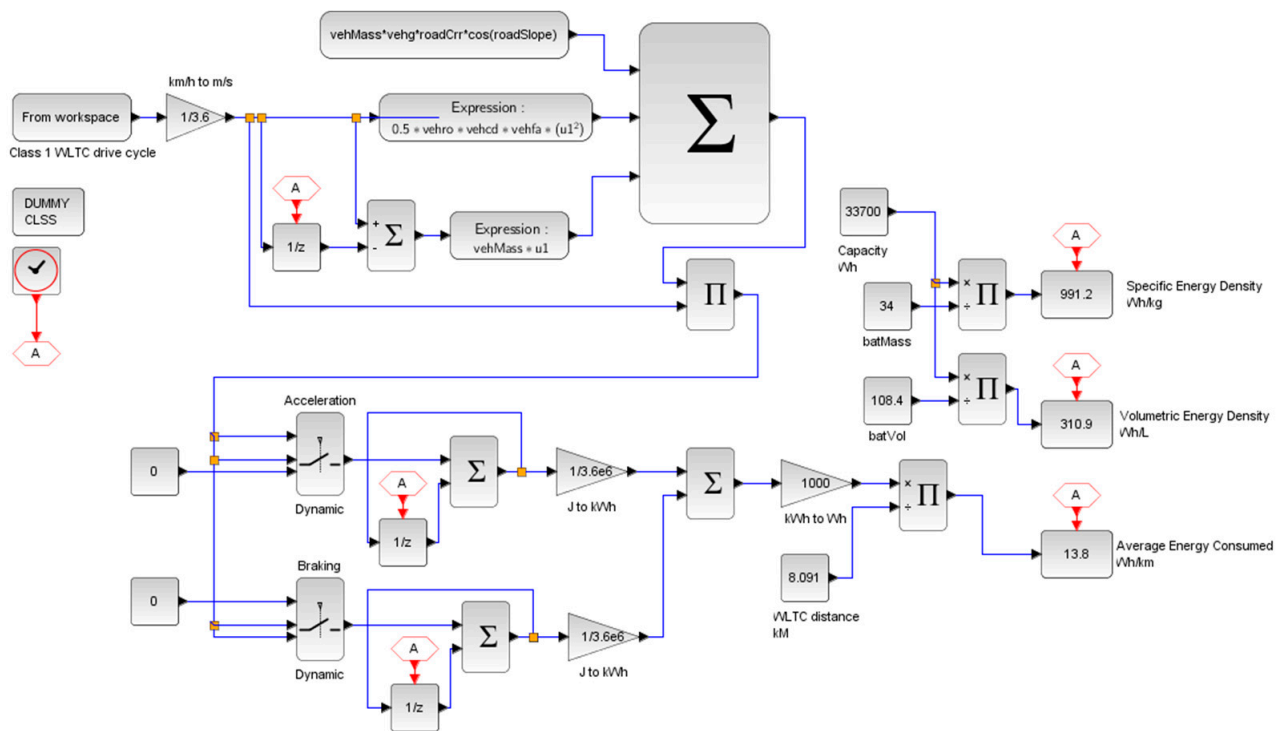 vehMass*vehg*roadCrr*cos(roadSlope)
km/h to m/s
From workspace
1/3.6
Class 1 WLTC drive cycle
Expression :
0.5 * vehro * vehcd * vehfa * (u1²)
Σ
DUMMY
CLSS
A
1/z
+
-
Σ
Expression :
vehMass * u1
A
Π
33700
Capacity
Wh
34
batMass
×
÷
Π
A
991.2
Specific Energy Density
Wh/kg
108.4
batVol
×
÷
Π
A
310.9
Volumetric Energy Density
Wh/L
Acceleration
0
Dynamic
A
1/z
Σ
1/3.6e6
J to kWh
Σ
1000
kWh to Wh
×
÷
Π
8.091
WLTC distance
kM
A
13.8
Average Energy Consumed
Wh/km
Braking
0
Dynamic
A
1/z
Σ
1/3.6e6
J to kWh